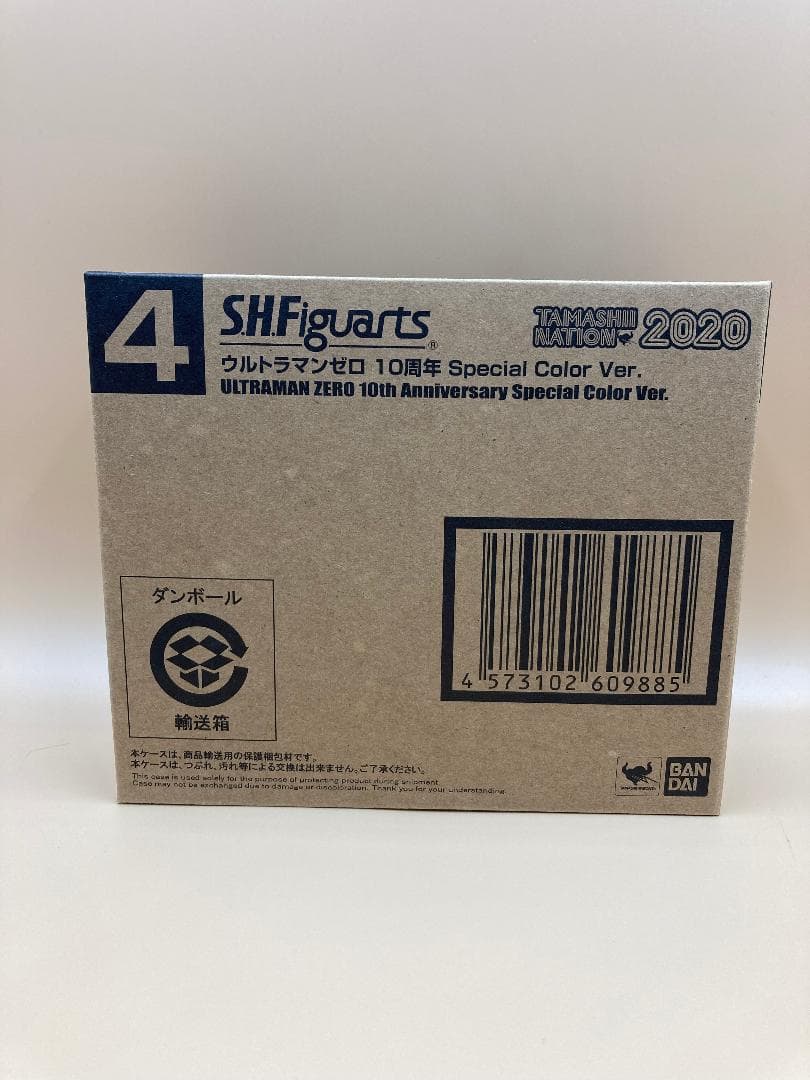 4
S.H.Figuarts®
TAMASHII
NATION 2020
ウルトラマンゼロ 10周年 Special Color Ver.
ULTRAMAN ZERO 10th Anniversary Special Color Ver.
ダンボール
輸送箱
4 573102 609885
本ケースは、商品輸送用の保護梱包材です。
本ケースは、つぶれ、汚れ等による交換は出来ません。ご了承ください。
This case is used solely for the purpose of protecting product during shipment.
Case may not be exchanged due to damage or discoloration. Thank you for your understanding.
BAN
DAI